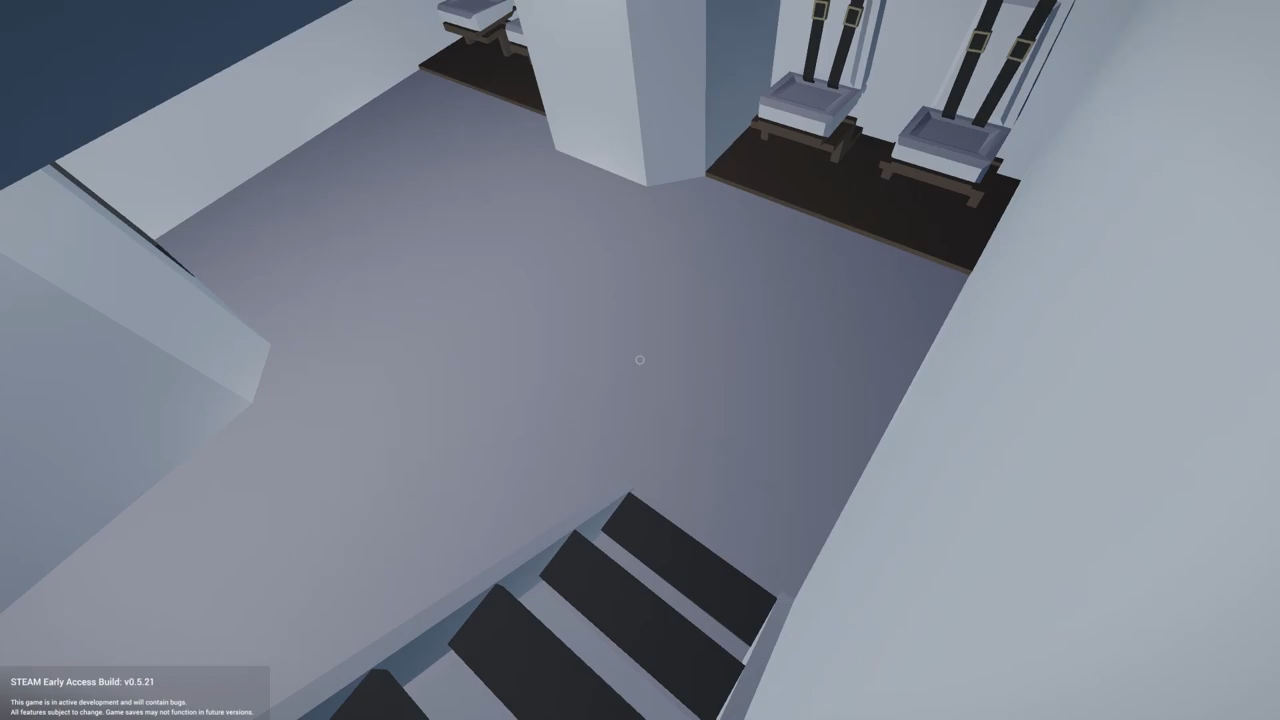 STEAM Early Access Build: v0.5.21
This game is in active development and will contain bugs.
All features subject to change. Game saves may not function in future versions.